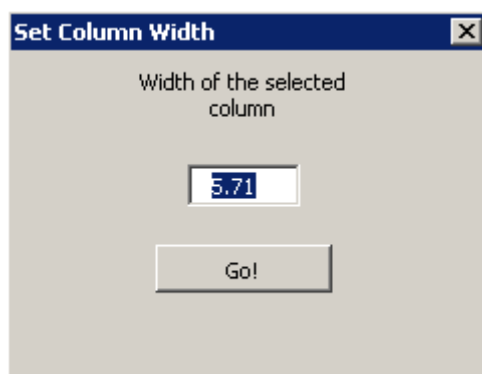 Set Column Width
Width of the selected
column
5.71
Go!